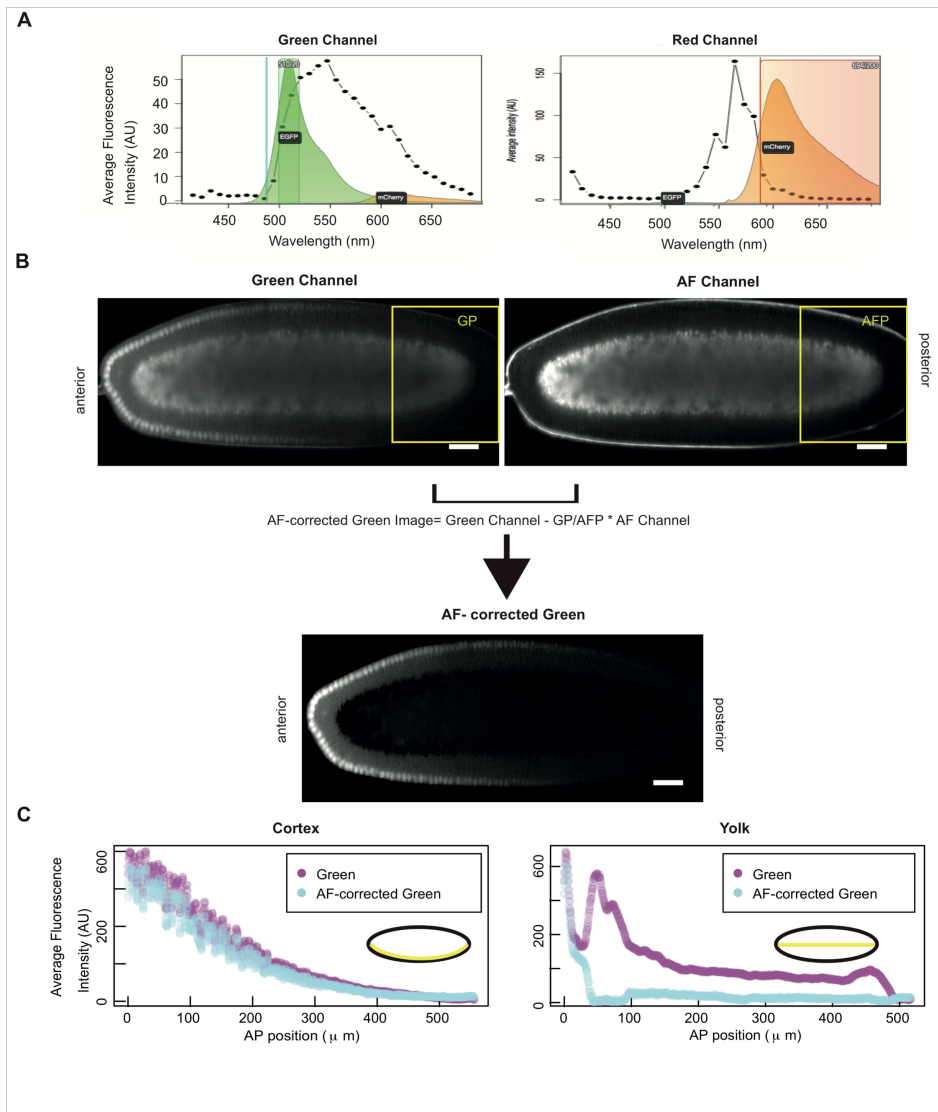 A
Green Channel
Red Channel
510/20
694/200
EGFP
mCherry
EGFP
mCherry
Average Fluorescence
Intensity (AU)
50
40
30
20
10
0
450
500
550
600
650
Wavelength (nm)
Average intensity (AU)
150
100
50
0
450
500
550
600
650
Wavelength (nm)
B
Green Channel
AF Channel
GP
AFP
anterior
posterior
AF-corrected Green Image= Green Channel - GP/AFP * AF Channel
AF- corrected Green
anterior
posterior
C
Cortex
Yolk
Average Fluorescence
Intensity (AU)
600
200
0
Green
AF-corrected Green
0
100
200
300
400
500
AP position ( μ m)
600
200
0
Green
AF-corrected Green
0
100
200
300
400
500
AP position ( μ m)